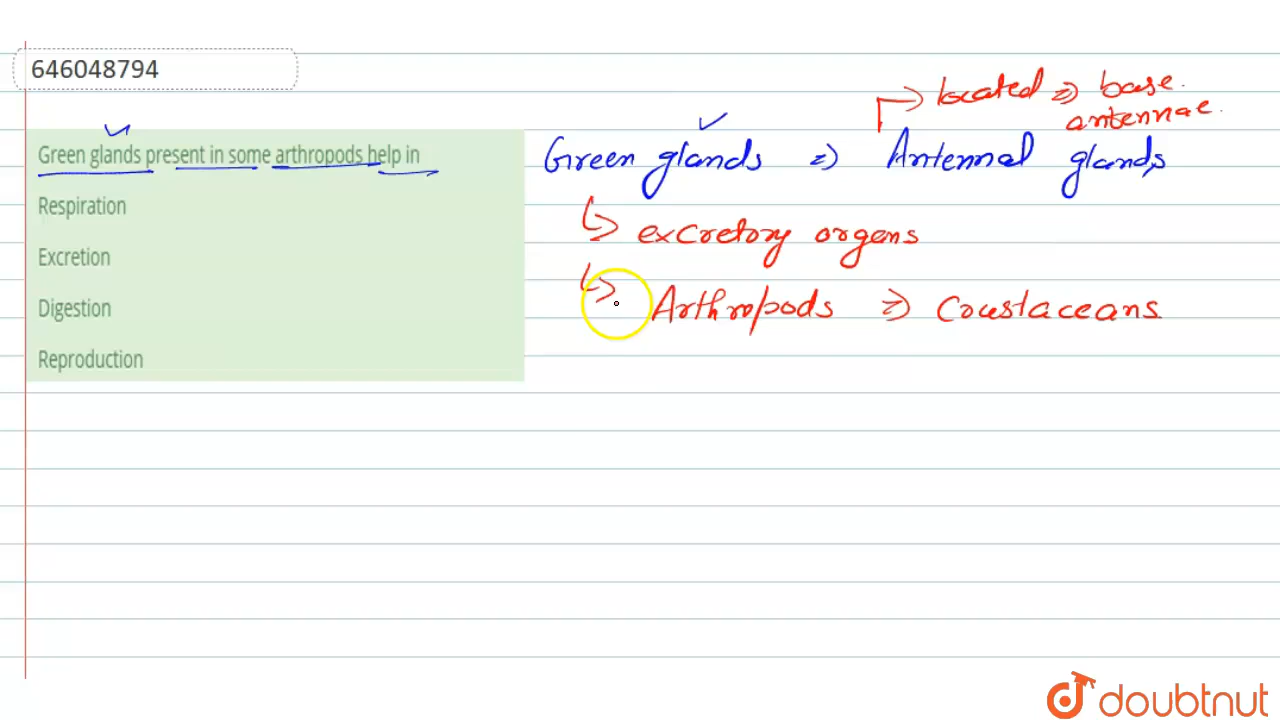 646048794
Green glands present in some arthropods help in
Respiration
Excretion
Digestion
Reproduction
located ⇒ base
antennae.
Green glands ⇒ Antennal glands
excretory organs
Arthropods ⇒ Crustaceans
doubtnut